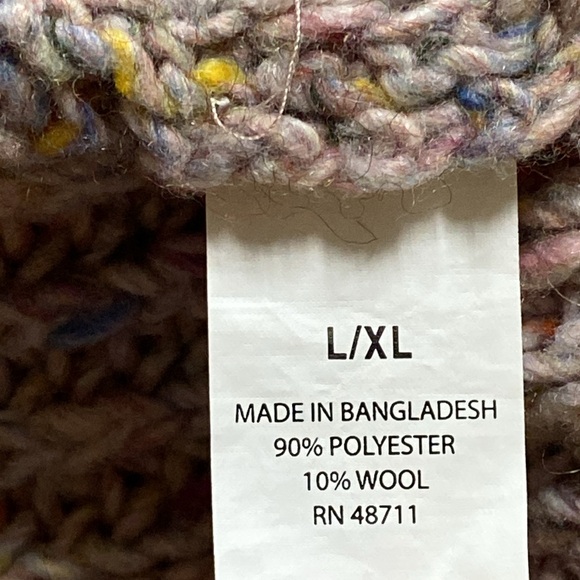 L/XL
MADE IN BANGLADESH
90% POLYESTER
10% WOOL
RN 48711